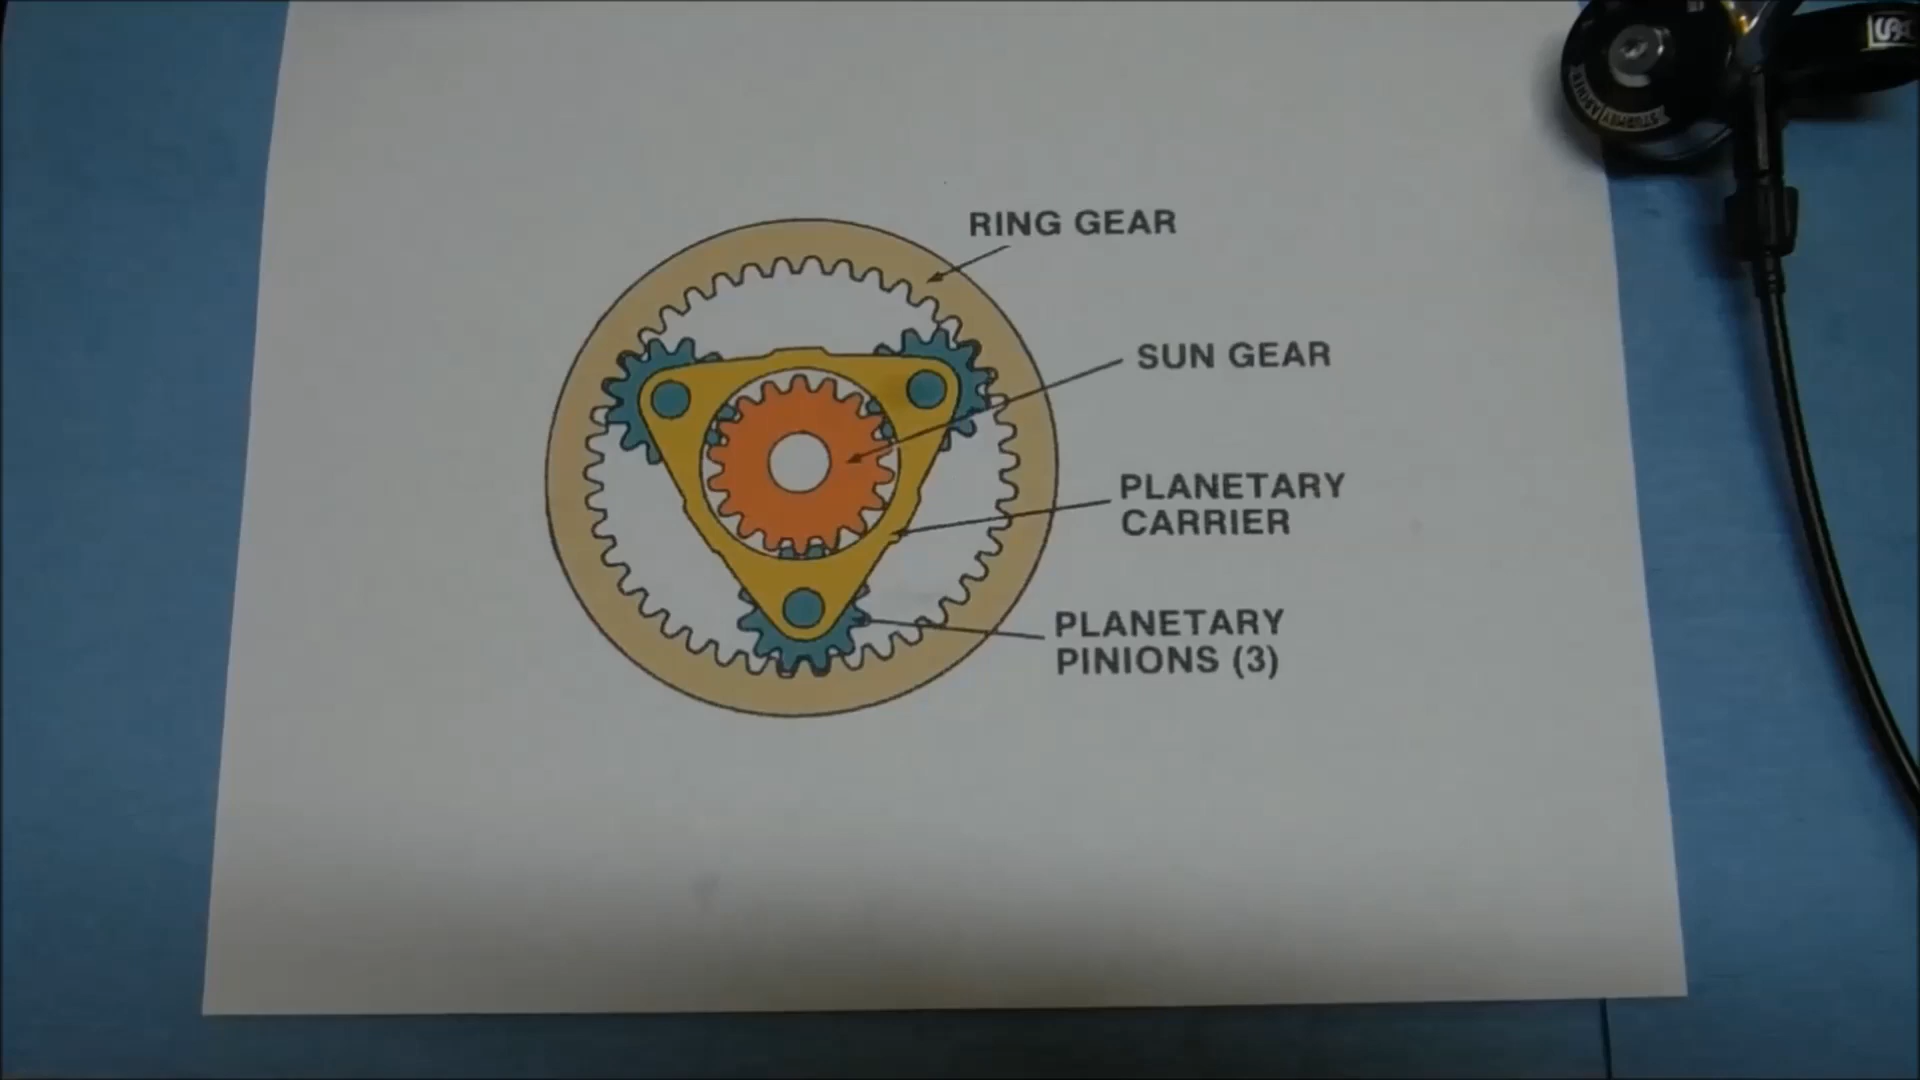 RING GEAR
SUN GEAR
PLANETARY
CARRIER
PLANETARY
PINIONS (3)